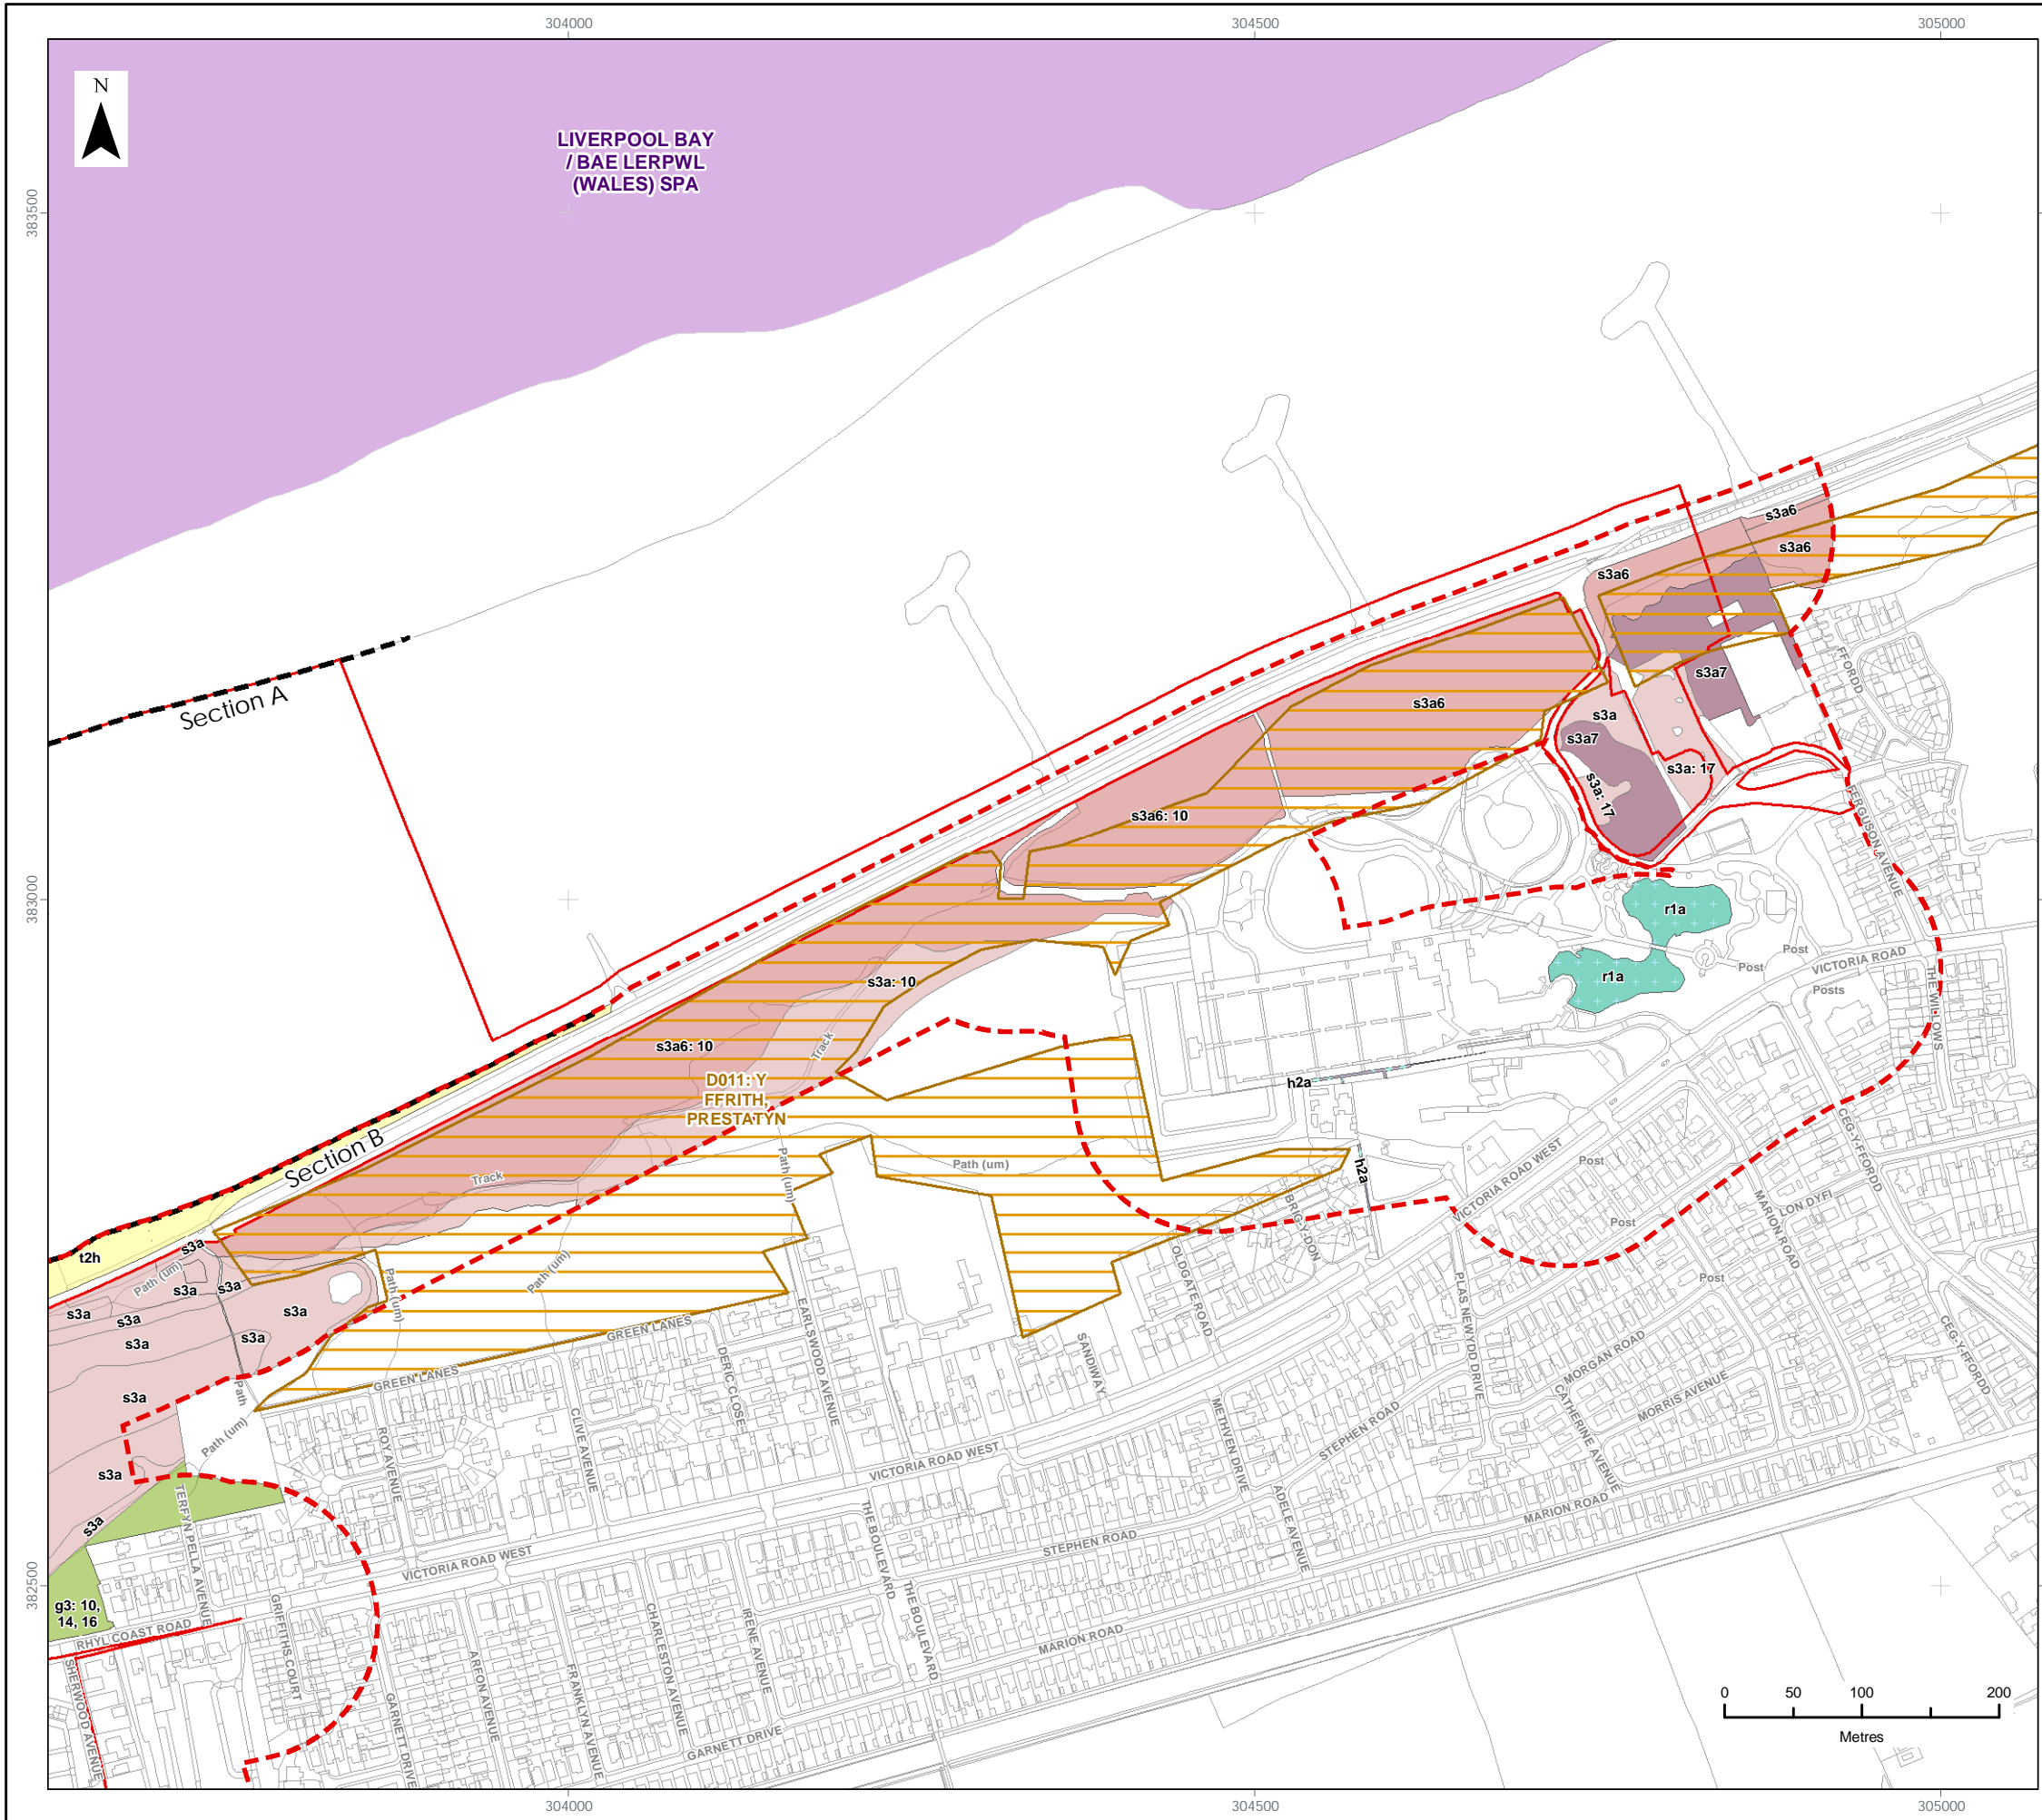 304000
304500
305000
N
LIVERPOOL BAY
/ BAE LERPWL
(WALES) SPA
383500
Section A
s3a6
s3a6
s3a6
s3a6
s3a7
s3a
s3a7
s3a: 17
s3a: 17
FFORDD
FERGUSON AVENUE
s3a6: 10
383000
r1a
r1a
Post
Post
VICTORIA ROAD
Posts
THE WILLOWS
s3a: 10
Track
s3a6: 10
D011: Y
FFRITH,
PRESTATYN
h2a
h2a
Section B
Track
Path (um)
Path (um)
Path (um)
VICTORIA ROAD WEST
Post
Post
Post
CEG-Y-FFORDD
LON DYFI
MARION ROAD
BRIG-Y-DON
OLDGATE ROAD
PLAS NEWYDD DRIVE
t2h
s3a
Path (um)
s3a
s3a
s3a
s3a
s3a
s3a
s3a
s3a
s3a
s3a
Path (um)
Path
Path (um)
GREEN LANES
GREEN LANES
DERIC CLOSE
EARLSWOOD AVENUE
SANDIWAY
MORGAN ROAD
MORRIS AVENUE
CATHERINE AVENUE
CEG-Y-FFORDD
ROY AVENUE
CLIVE AVENUE
METHVEN DRIVE
STEPHEN ROAD
VICTORIA ROAD WEST
ADELE AVENUE
MARION ROAD
TERFYN PELLA AVENUE
382500
g3: 10,
14, 16
RHYL COAST ROAD
VICTORIA ROAD WEST
THE BOULEVARD
THE BOULEVARD
STEPHEN ROAD
MARION ROAD
SHERWOOD AVENUE
GRIFFITHS COURT
GARNETT DRIVE
ARFON AVENUE
FRANKLYN AVENUE
CHARLESTON AVENUE
IRENE AVENUE
GARNETT DRIVE
0 50 100 200
Metres
304000
304500
305000